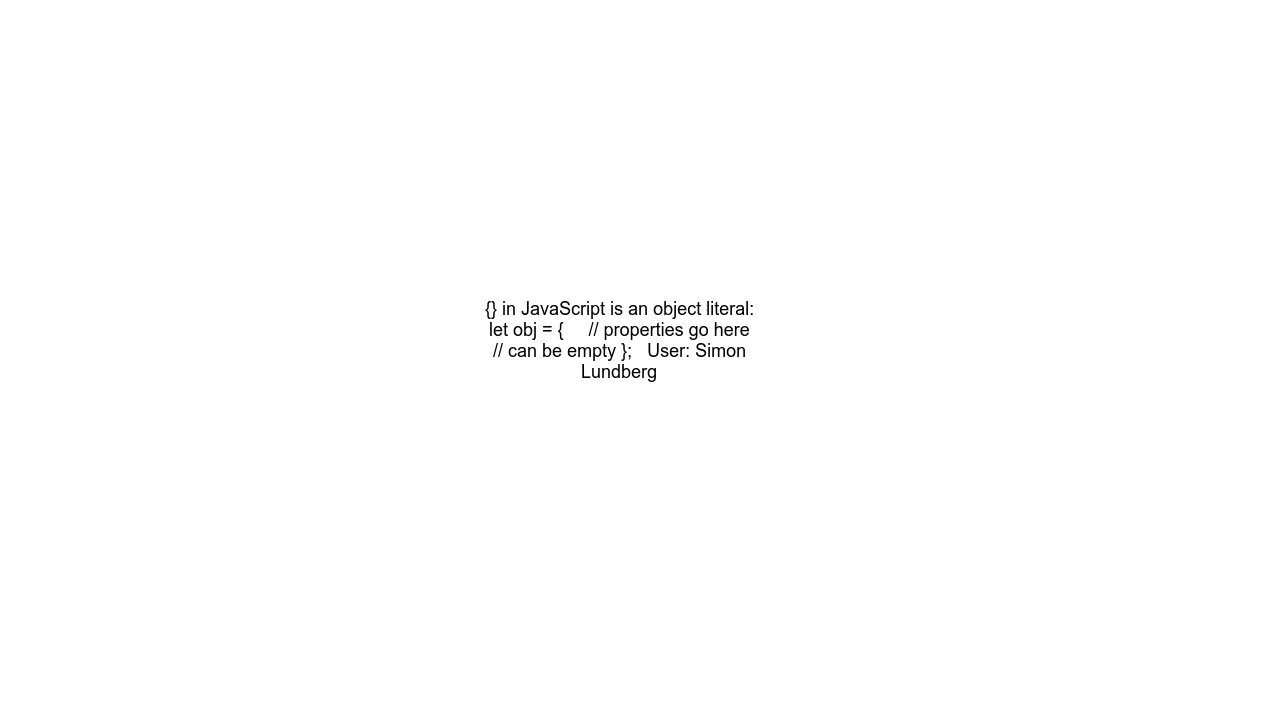 {} in JavaScript is an object literal:
let obj = {     // properties go here
// can be empty };   User: Simon
Lundberg